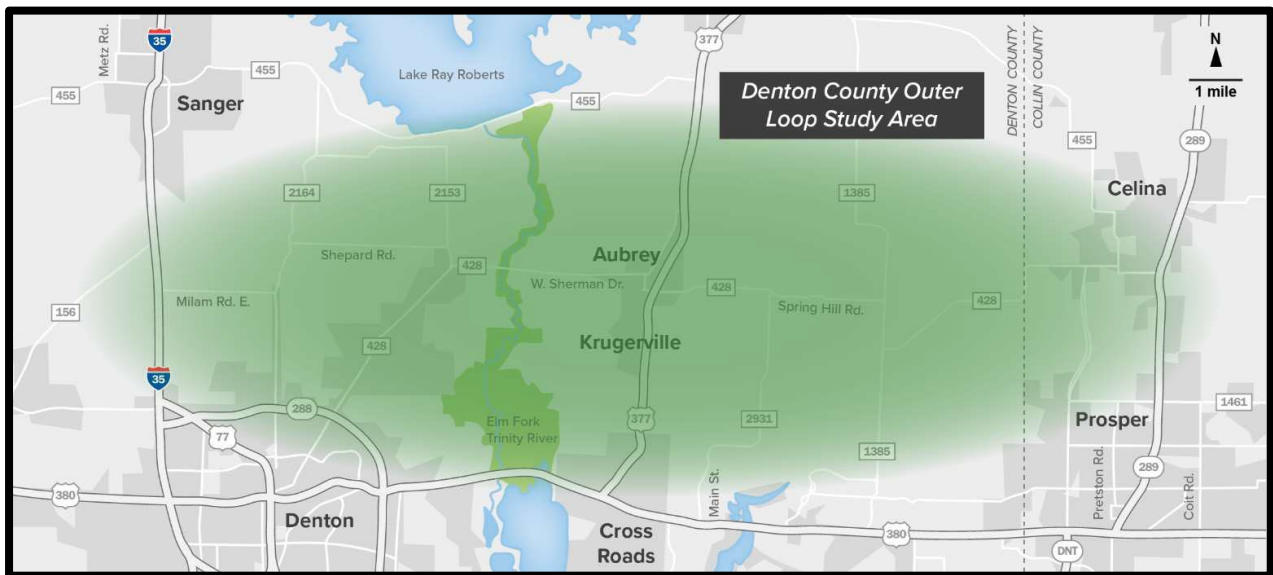 Metz Rd.
35
377
N
1 mile
455
455
Lake Ray Roberts
455
Sanger
Denton County Outer
Loop Study Area
DENTON COUNTY
COLLIN COUNTY
455
289
2164
2153
1385
Celina
Shepard Rd.
Aubrey
428
W. Sherman Dr.
428
Spring Hill Rd.
428
Milam Rd. E.
156
428
Krugerville
35
288
377
2931
Prosper
1461
77
Elm Fork
Trinity River
1385
289
Main St.
Pretston Rd.
Coit Rd.
380
Denton
Cross
Roads
380
DNT